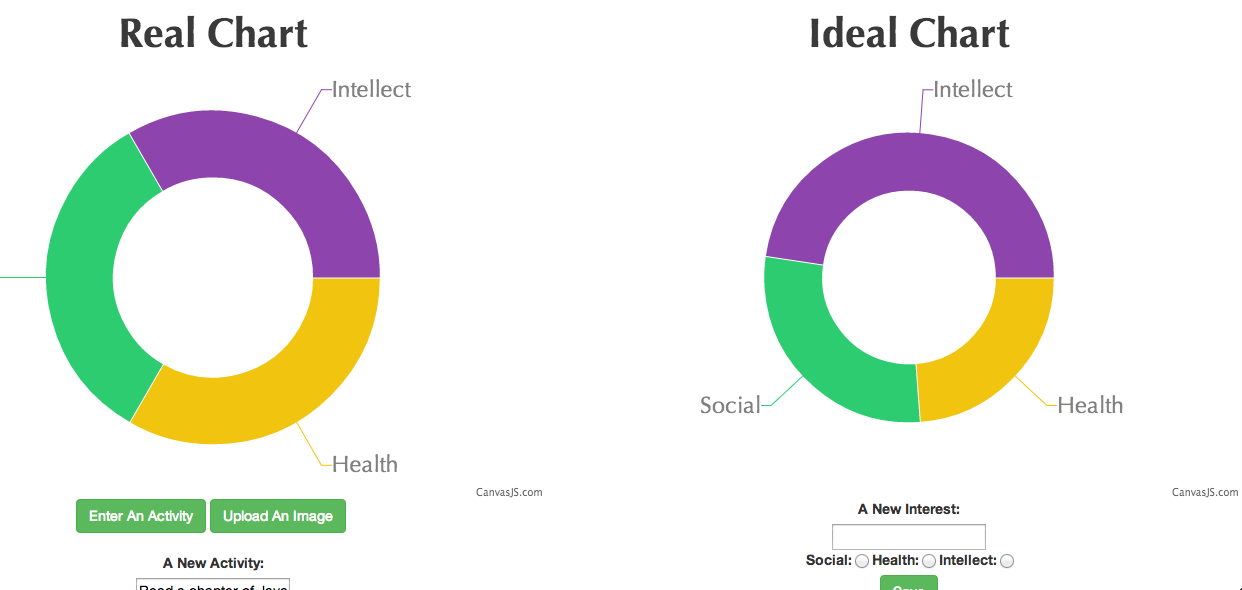 Real Chart
Intellect
Health
CanvasJS.com
Enter An Activity
Upload An Image
A New Activity:
Read a chapter of Java
Ideal Chart
Intellect
Social
Health
CanvasJS.com
A New Interest:
Social: Health: Intellect:
Save